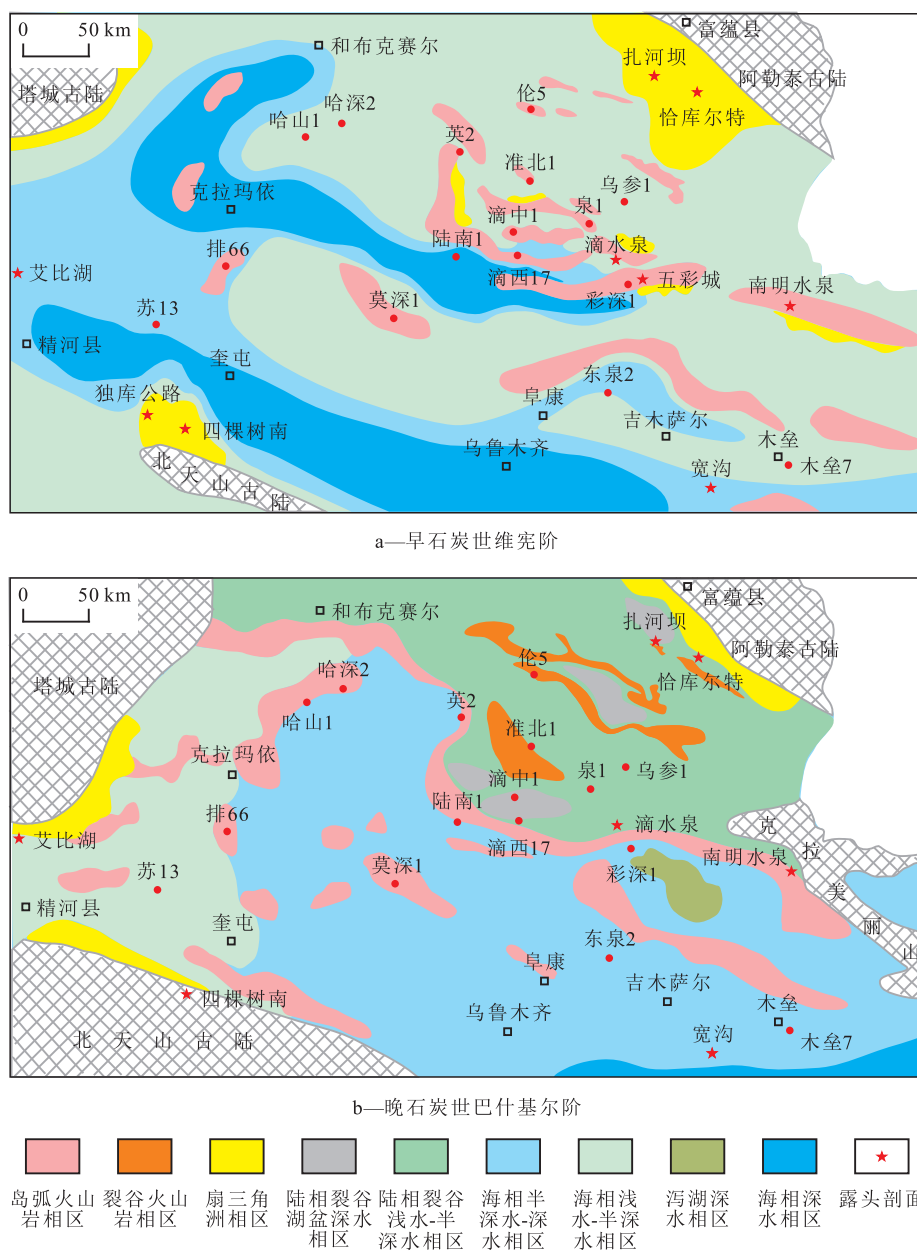 0 50 km
富蕴县
和布克赛尔
扎河坝
塔城古陆
阿勒泰古陆
哈深2
伦5
恰库尔特
哈山1
英2
准北1
乌参1
克拉玛依
泉1
滴中1
陆南1
滴水泉
排66
艾比湖
滴西17
五彩城
南明水泉
莫深1
彩深1
苏13
精河县
奎屯
东泉2
独库公路
阜康
吉木萨尔
四棵树南
木垒
乌鲁木齐
北天山古陆
宽沟
木垒7
a—早石炭世维宪阶
0 50 km
富蕴县
和布克赛尔
扎河坝
阿勒泰古陆
塔城古陆
哈深2
伦5
恰库尔特
英2
哈山1
准北1
克拉玛依
泉1
乌参1
滴中1
陆南1
排66
滴水泉
克拉美丽山
艾比湖
滴西17
莫深1
彩深1
南明水泉
苏13
精河县
奎屯
东泉2
阜康
吉木萨尔
四棵树南
乌鲁木齐
木垒
北天山古陆
宽沟
木垒7
b—晚石炭世巴什基尔阶
岛弧火山
岩相区
裂谷火山
岩相区
扇三角
洲相区
陆相裂谷
湖盆深水
相区
陆相裂谷
浅水-半
深水相区
海相半
深水-深
水相区
海相浅
水-半深
水相区
泻湖深
水相区
海相深
水相区
露头剖面